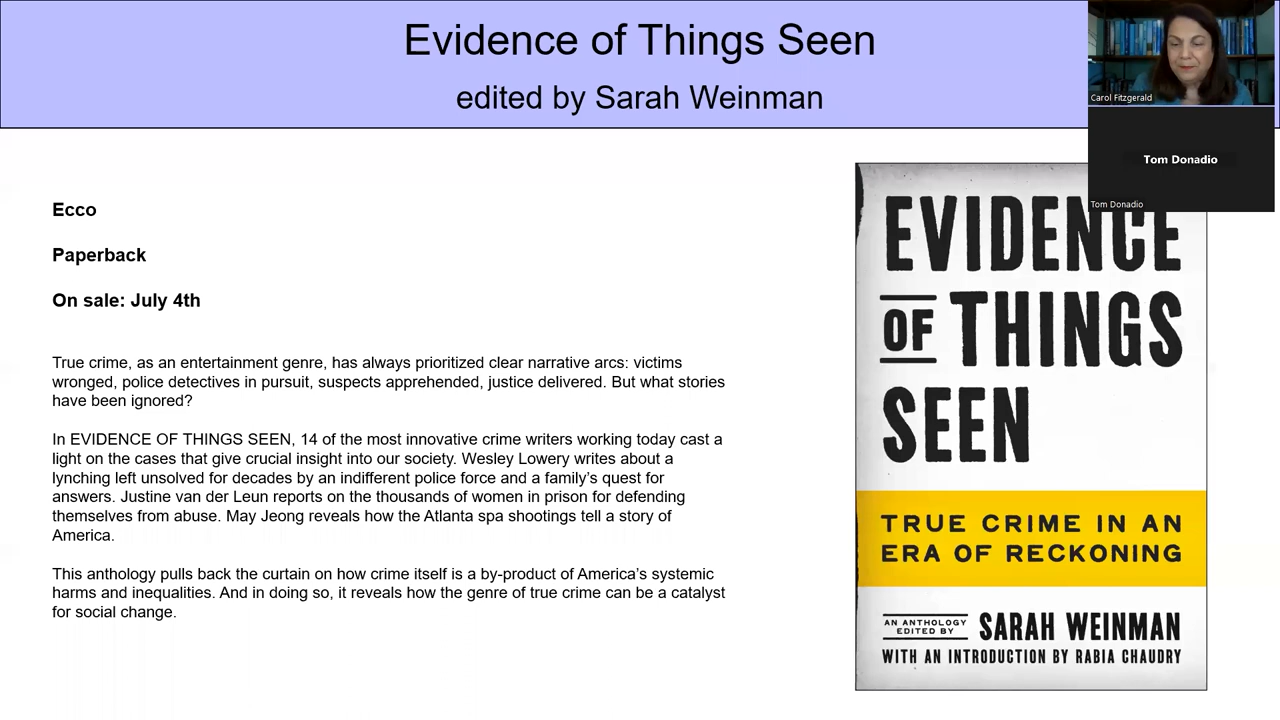 Evidence of Things Seen
edited by Sarah Weinman
Carol Fitzgerald
Tom Donadio
Tom Donadio
Ecco
Paperback
On sale: July 4th
True crime, as an entertainment genre, has always prioritized clear narrative arcs: victims
wronged, police detectives in pursuit, suspects apprehended, justice delivered. But what stories
have been ignored?
In EVIDENCE OF THINGS SEEN, 14 of the most innovative crime writers working today cast a
light on the cases that give crucial insight into our society. Wesley Lowery writes about a
lynching left unsolved for decades by an indifferent police force and a family’s quest for
answers. Justine van der Leun reports on the thousands of women in prison for defending
themselves from abuse. May Jeong reveals how the Atlanta spa shootings tell a story of
America.
This anthology pulls back the curtain on how crime itself is a by-product of America’s systemic
harms and inequalities. And in doing so, it reveals how the genre of true crime can be a catalyst
for social change.
EVIDENCE
OF THINGS
SEEN
TRUE CRIME IN AN
ERA OF RECKONING
AN ANTHOLOGY
EDITED BY
SARAH WEINMAN
WITH AN INTRODUCTION BY RABIA CHAUDRY